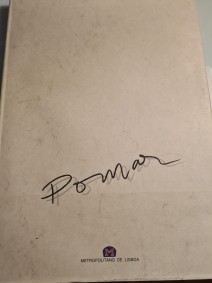 Pomar
METROPOLITANO DE LISBOA